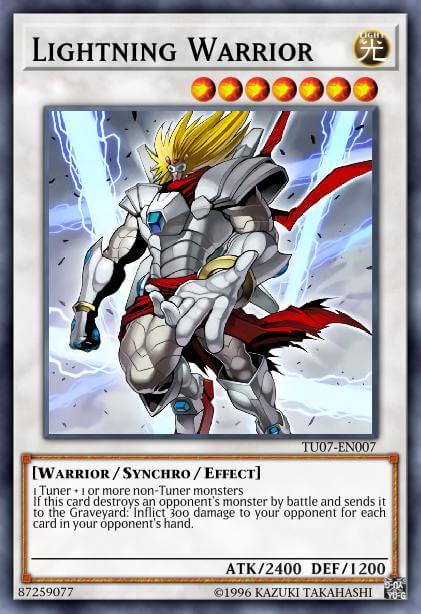 LIGHTNING WARRIOR
LIGHT
光
TU07-EN007
[WARRIOR / SYNCHRO / EFFECT]
1 Tuner + 1 or more non-Tuner monsters
If this card destroys an opponent's monster by battle and sends it
to the Graveyard: Inflict 300 damage to your opponent for each
card in your opponent's hand.
ATK/2400 DEF/1200
87259077
©1996 KAZUKI TAKAHASHI